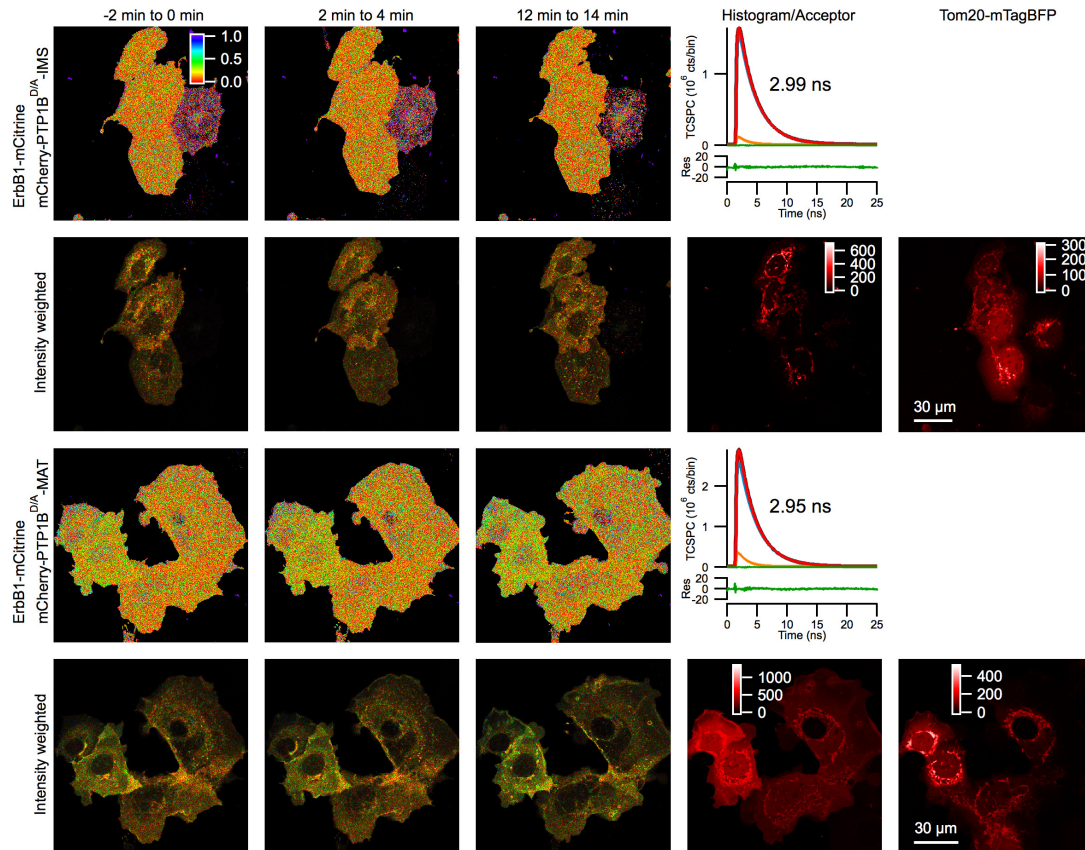 -2 min to 0 min
2 min to 4 min
12 min to 14 min
Histogram/Acceptor
Tom20-mTagBFP
ErbB1-mCitrine
mCherry-PTP1B^D/A-IMS
1.0
0.5
0.0
TCSPC (10^6 cts/bin)
1
0
2.99 ns
Res
20
0
-20
0 5 10 15 20 25
Time (ns)
Intensity weighted
600
400
200
0
300
200
100
0
30 µm
ErbB1-mCitrine
mCherry-PTP1B^D/A-MAT
TCSPC (10^6 cts/bin)
2
1
0
2.95 ns
Res
20
0
-20
0 5 10 15 20 25
Time (ns)
Intensity weighted
1000
500
0
400
200
0
30 µm